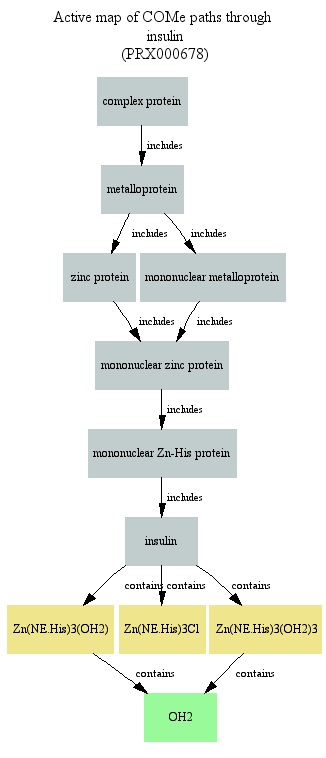 Active map of COMe paths through
insulin
(PRX000678)
complex protein
includes
metalloprotein
includes
includes
zinc protein
mononuclear metalloprotein
includes
includes
mononuclear zinc protein
includes
mononuclear Zn-His protein
includes
insulin
contains
contains
contains
Zn(NE.His)3(OH2)
Zn(NE.His)3Cl
Zn(NE.His)3(OH2)3
contains
contains
OH2